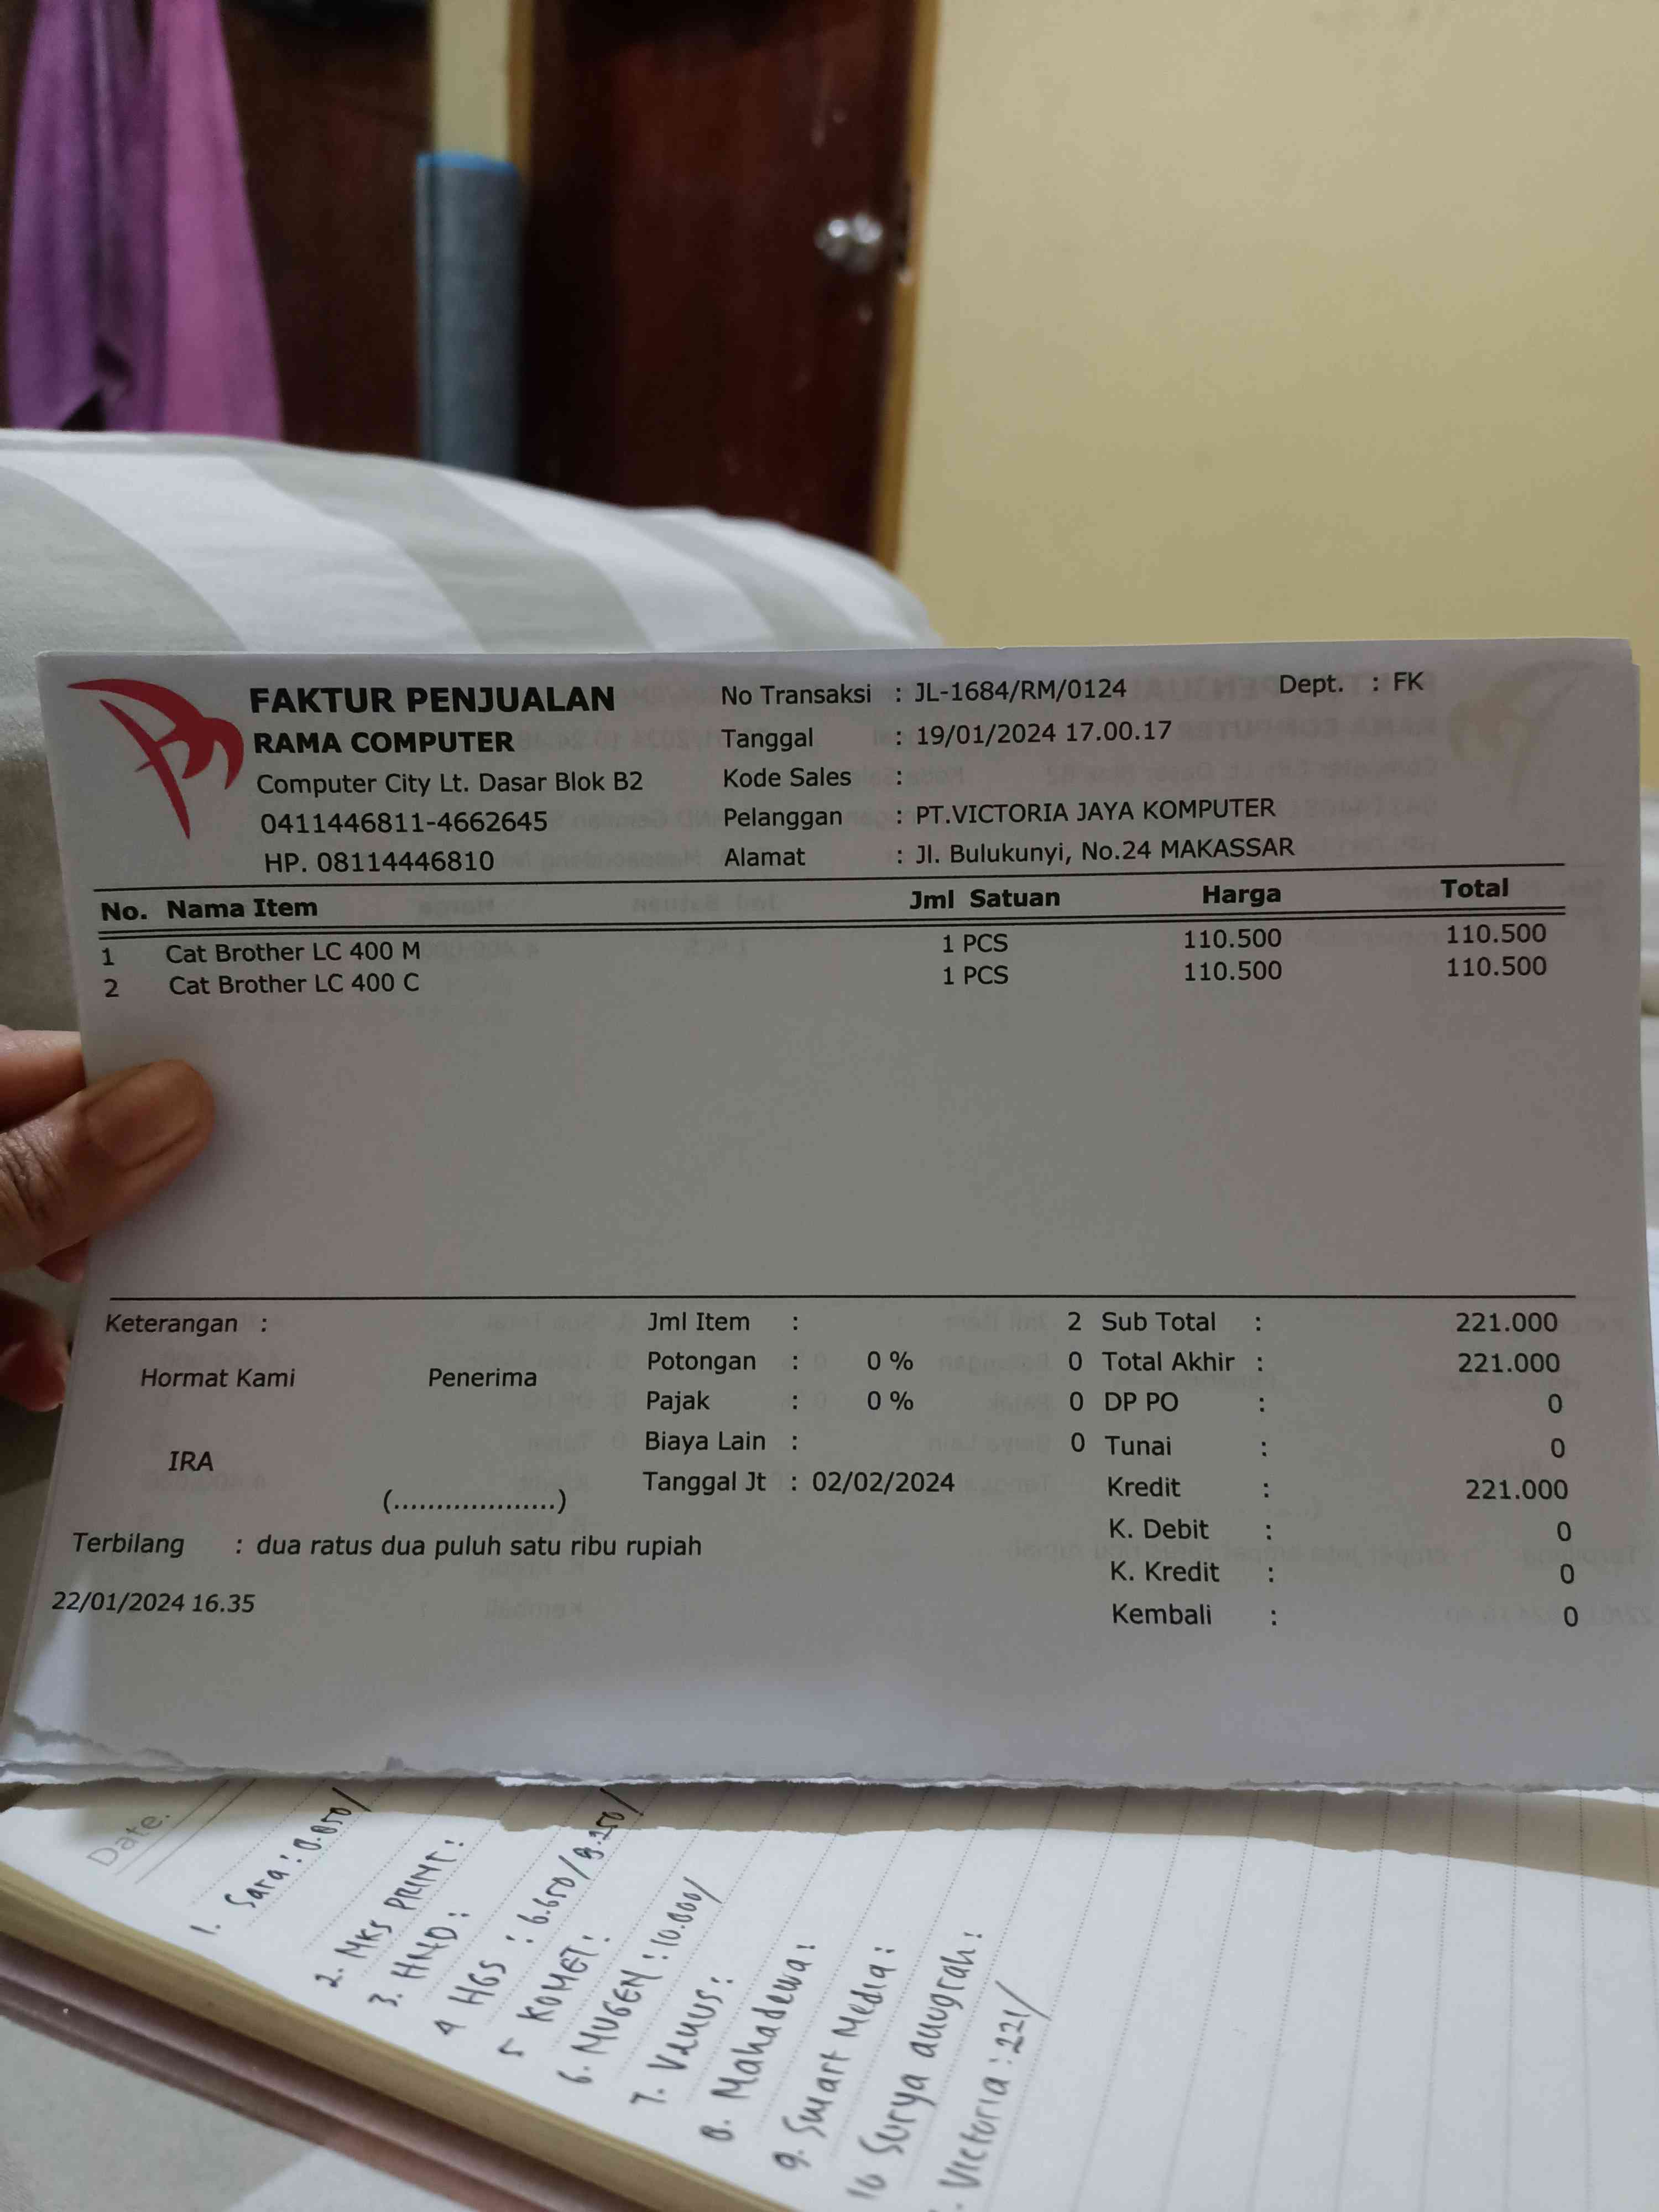 FAKTUR PENJUALAN
RAMA COMPUTER
Computer City Lt. Dasar Blok B2
0411446811-4662645
HP. 08114446810
No Transaksi : JL-1684/RM/0124
Dept. : FK
Tanggal : 19/01/2024 17.00.17
Kode Sales :
Pelanggan : PT.VICTORIA JAYA KOMPUTER
Alamat : Jl. Bulukunyi, No.24 MAKASSAR
No. Nama Item Jml Satuan Harga Total
1 Cat Brother LC 400 M 1 PCS 110.500 110.500
2 Cat Brother LC 400 C 1 PCS 110.500 110.500
Keterangan :
Hormat Kami Penerima
IRA
(...................)
Jml Item : 2
Potongan : 0 % 0
Pajak : 0 % 0
Biaya Lain : 0
Tanggal Jt : 02/02/2024
Sub Total : 221.000
Total Akhir : 221.000
DP PO : 0
Tunai : 0
Kredit : 221.000
K. Debit : 0
K. Kredit : 0
Kembali : 0
Terbilang : dua ratus dua puluh satu ribu rupiah
22/01/2024 16.35
Date:
1. Sara : 8.050/
2. MKS PRINT :
3. HND :
4 HGS : 6.650/9.250/
5 KOMET :
6. MUGEN : 10.000/
7. Venus :
8. Mahadewa :
9. Smart Media :
10 Surya anugrah :
Victoria : 221/